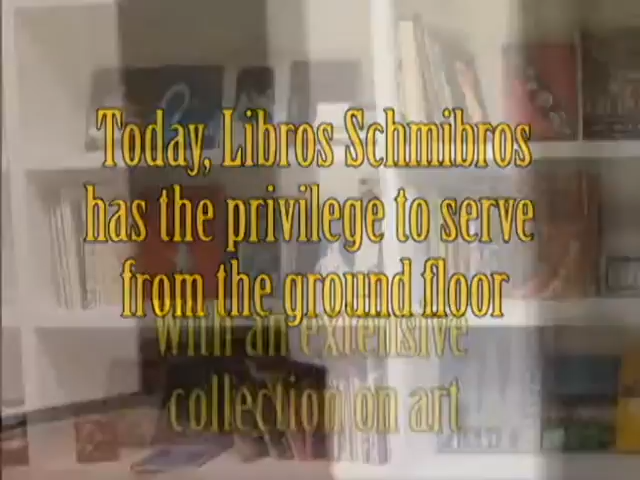 Today, Libros Schmibros
has the privilege to serve
from the ground floor
with an extensive
collection on art